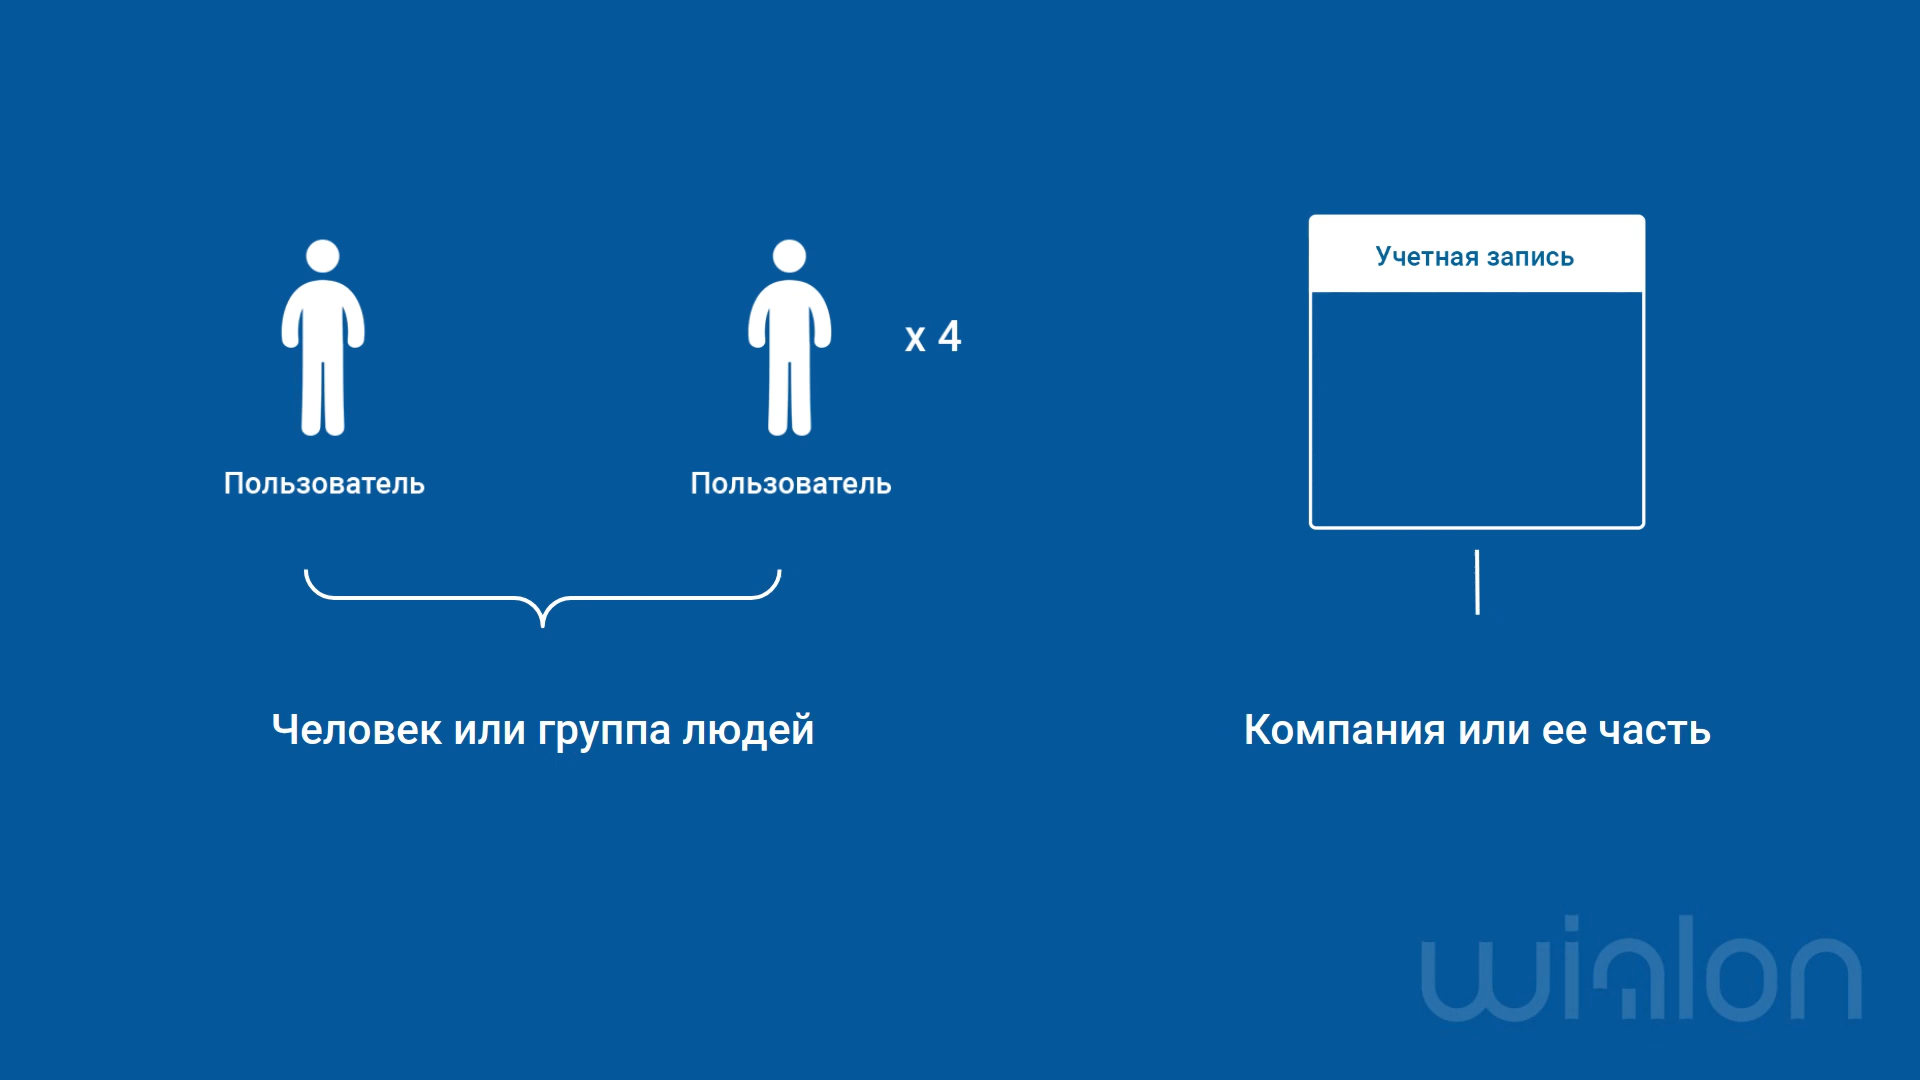 Учетная запись
x 4
Пользователь
Пользователь
Человек или группа людей
Компания или ее часть
wialon